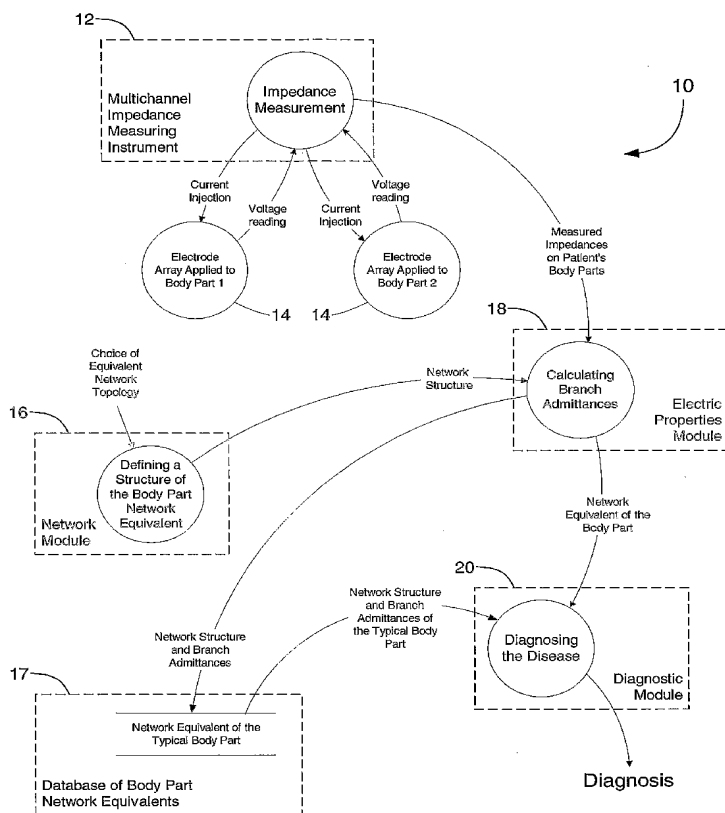 12
Multichannel
Impedance
Measuring
Instrument
Impedance
Measurement
10
Current
Injection
Voltage
reading
Current
Injection
Voltage
reading
Electrode
Array Applied to
Body Part 1
Electrode
Array Applied to
Body Part 2
14
14
Measured
Impedances
on Patient's
Body Parts
18
Calculating
Branch
Admittances
Electric
Properties
Module
Choice of
Equivalent
Network
Topology
Network
Structure
16
Defining a
Structure of
the Body Part
Network
Equivalent
Network
Module
Network
Equivalent of the
Body Part
20
Network Structure
and Branch
Admittances of
the Typical Body
Part
Diagnosing
the Disease
Diagnostic
Module
Network Structure
and Branch
Admittances
17
Network Equivalent of the
Typical Body Part
Database of Body Part
Network Equivalents
Diagnosis